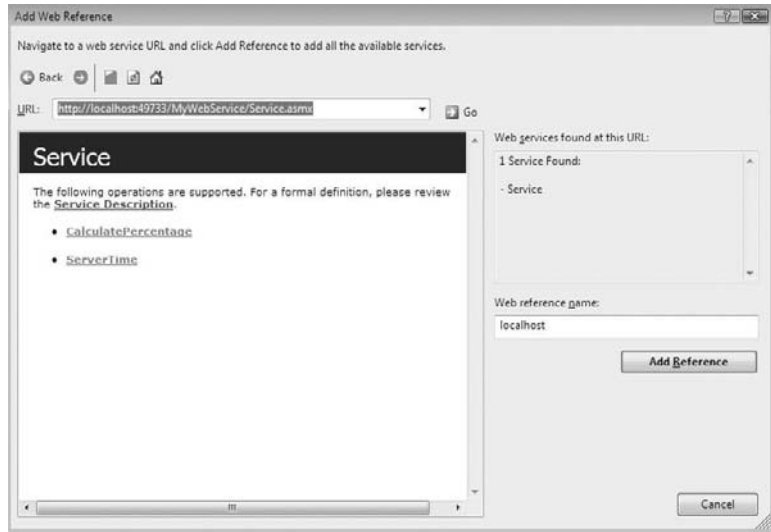 Add Web Reference
Navigate to a web service URL and click Add Reference to add all the available services.
Back
URL: http://localhost:49733/MyWebService/Service.asmx Go
Service
The following operations are supported. For a formal definition, please review
the Service Description.
• CalculatePercentage
• ServerTime
Web services found at this URL:
1 Service Found:
- Service
Web reference name:
localhost
Add Reference
Cancel